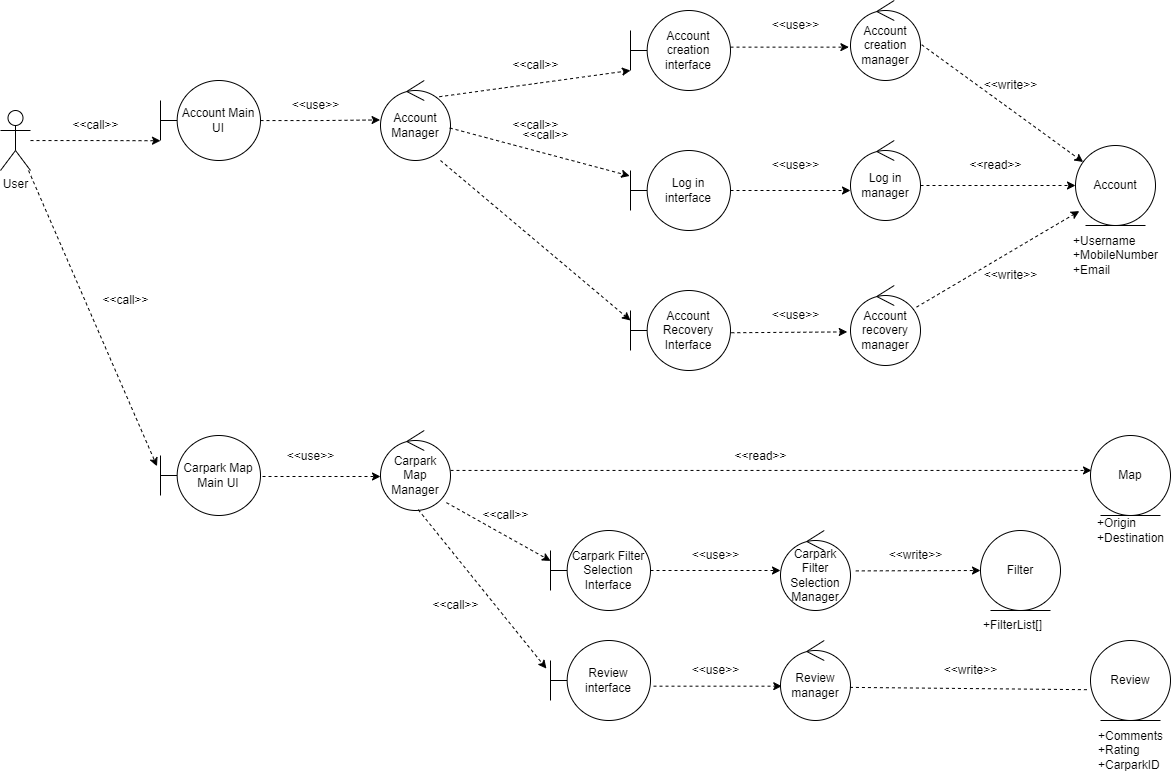 <<use>>
Account
creation
interface
Account
creation
manager
<<call>>
<<write>>
<<call>>
Account Main
UI
<<use>>
Account
Manager
<<call>>
<<call>>
User
Log in
interface
<<use>>
Log in
manager
<<read>>
Account
+Username
+MobileNumber
+Email
<<call>>
Account
Recovery
Interface
<<use>>
Account
recovery
manager
<<write>>
Carpark Map
Main UI
<<use>>
Carpark
Map
Manager
<<read>>
Map
+Origin
+Destination
<<call>>
Carpark Filter
Selection
Interface
<<use>>
Carpark
Filter
Selection
Manager
<<write>>
Filter
+FilterList[]
<<call>>
Review
interface
<<use>>
Review
manager
<<write>>
Review
+Comments
+Rating
+CarparkID